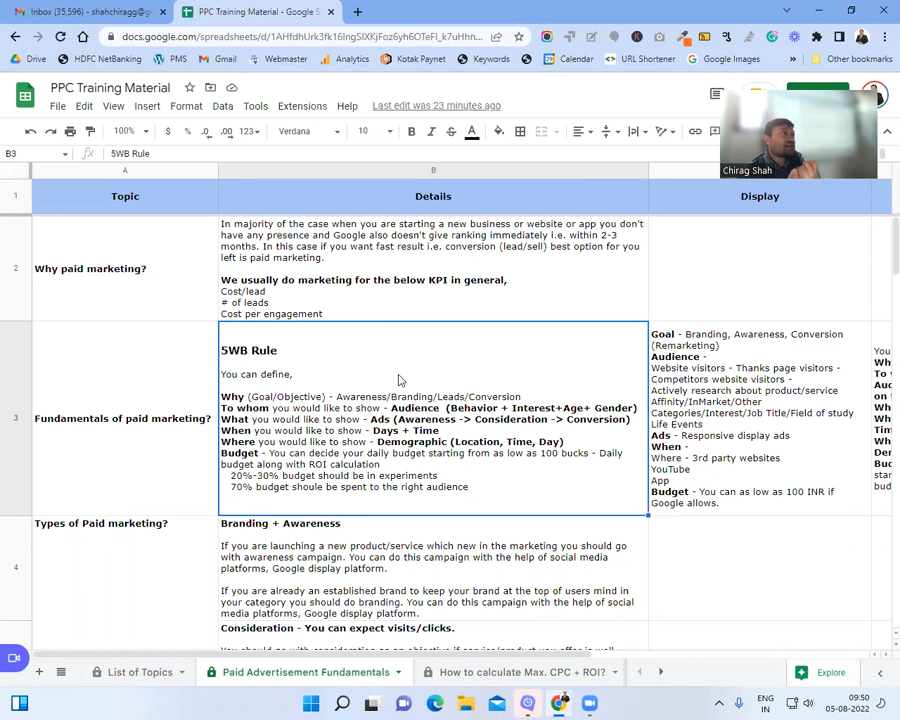 Inbox (35,596) - shahchiragg@g
PPC Training Material - Google S
docs.google.com/spreadsheets/d/1AHfdhUrk3fk16IngSIXKjFoz6yh6OTeFl_k7uHhn...
Drive
HDFC NetBanking
PMS
Gmail
Webmaster
Analytics
Kotak Paynet
Keywords
Calendar
URL Shortener
Google Images
Other bookmarks
PPC Training Material
File Edit View Insert Format Data Tools Extensions Help Last edit was 23 minutes ago
100% $ % .0 .00 123 Verdana 10 B I S A
Chirag Shah
B3 fx 5WB Rule
A B
1 Topic Details Display
2 Why paid marketing?
In majority of the case when you are starting a new business or website or app you don't
have any presence and Google also doesn't give ranking immediately i.e. within 2-3
months. In this case if you want fast result i.e. conversion (lead/sell) best option for you
left is paid marketing.
We usually do marketing for the below KPI in general,
Cost/lead
# of leads
Cost per engagement
3 Fundamentals of paid marketing?
5WB Rule
You can define,
Why (Goal/Objective) - Awareness/Branding/Leads/Conversion
To whom you would like to show - Audience (Behavior + Interest+Age+ Gender)
What you would like to show - Ads (Awareness -> Consideration -> Conversion)
When you would like to show - Days + Time
Where you would like to show - Demographic (Location, Time, Day)
Budget - You can decide your daily budget starting from as low as 100 bucks - Daily
budget along with ROI calculation
20%-30% budget should be in experiments
70% budget shoule be spent to the right audience
Goal - Branding, Awareness, Conversion
(Remarketing)
Audience -
Website visitors - Thanks page visitors -
Competitors website visitors -
Actively research about product/service
Affinity/InMarket/Other
Categories/Interest/Job Title/Field of study
Life Events
Ads - Responsive display ads
When -
Where - 3rd party websites
YouTube
App
Budget - You can as low as 100 INR if
Google allows.
You
Wh
To
Aud
on t
Wh
Tim
Wh
Der
Bud
star
bud
4 Types of Paid marketing?
Branding + Awareness
If you are launching a new product/service which new in the marketing you should go
with awareness campaign. You can do this campaign with the help of social media
platforms, Google display platform.
If you are already an established brand to keep your brand at the top of users mind in
your category you should do branding. You can do this campaign with the help of social
media platforms, Google display platform.
Consideration - You can expect visits/clicks.
List of Topics
Paid Advertisement Fundamentals
How to calculate Max. CPC + ROI?
Explore
ENG
IN
09:50
05-08-2022